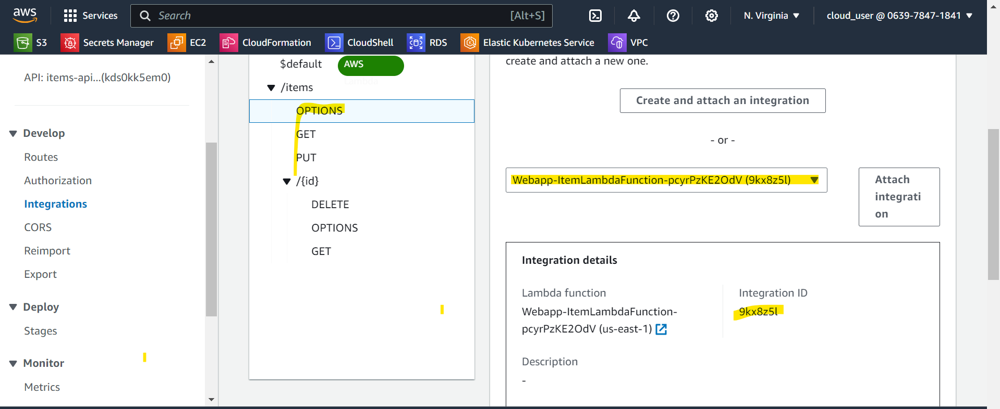 aws
Services
Search
[Alt+S]
N. Virginia
cloud_user @ 0639-7847-1841
S3
Secrets Manager
EC2
CloudFormation
CloudShell
RDS
Elastic Kubernetes Service
VPC
API: items-api...(kds0kk5em0)
Develop
Routes
Authorization
Integrations
CORS
Reimport
Export
Deploy
Stages
Monitor
Metrics
$default
AWS
/items
OPTIONS
GET
PUT
/{id}
DELETE
OPTIONS
GET
create and attach a new one.
Create and attach an integration
- or -
Webapp-ItemLambdaFunction-pcyrPzKE2OdV (9kx8z5l)
Attach
integrati
on
Integration details
Lambda function
Webapp-ItemLambdaFunction-
pcyrPzKE2OdV (us-east-1)
Integration ID
9kx8z5l
Description
-